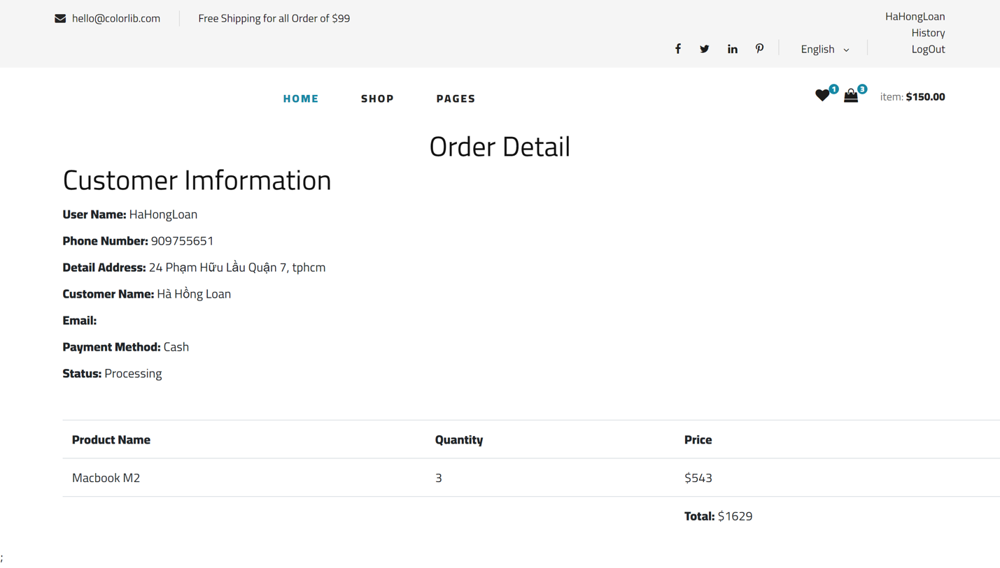 hello@colorlib.com
Free Shipping for all Order of $99
HaHongLoan
History
English
LogOut
HOME
SHOP
PAGES
1
3
item: $150.00
Order Detail
Customer Imformation
User Name: HaHongLoan
Phone Number: 909755651
Detail Address: 24 Phạm Hữu Lầu Quận 7, tphcm
Customer Name: Hà Hồng Loan
Email:
Payment Method: Cash
Status: Processing
Product Name Quantity Price
Macbook M2 3 $543
Total: $1629
;